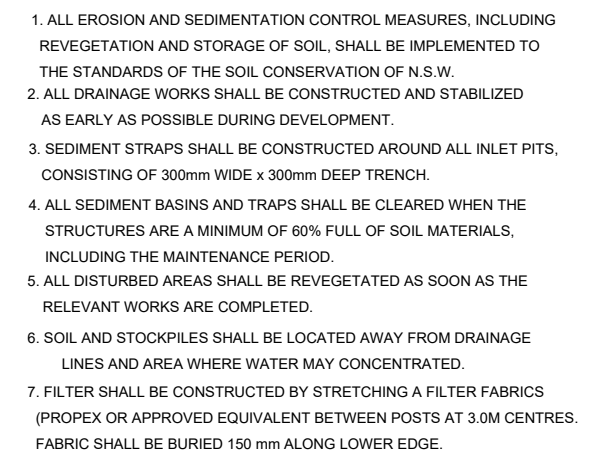 1. ALL EROSION AND SEDIMENTATION CONTROL MEASURES, INCLUDING
REVEGETATION AND STORAGE OF SOIL, SHALL BE IMPLEMENTED TO
THE STANDARDS OF THE SOIL CONSERVATION OF N.S.W.
2. ALL DRAINAGE WORKS SHALL BE CONSTRUCTED AND STABILIZED
AS EARLY AS POSSIBLE DURING DEVELOPMENT.
3. SEDIMENT STRAPS SHALL BE CONSTRUCTED AROUND ALL INLET PITS,
CONSISTING OF 300mm WIDE x 300mm DEEP TRENCH.
4. ALL SEDIMENT BASINS AND TRAPS SHALL BE CLEARED WHEN THE
STRUCTURES ARE A MINIMUM OF 60% FULL OF SOIL MATERIALS,
INCLUDING THE MAINTENANCE PERIOD.
5. ALL DISTURBED AREAS SHALL BE REVEGETATED AS SOON AS THE
RELEVANT WORKS ARE COMPLETED.
6. SOIL AND STOCKPILES SHALL BE LOCATED AWAY FROM DRAINAGE
LINES AND AREA WHERE WATER MAY CONCENTRATED.
7. FILTER SHALL BE CONSTRUCTED BY STRETCHING A FILTER FABRICS
(PROPEX OR APPROVED EQUIVALENT BETWEEN POSTS AT 3.0M CENTRES.
FABRIC SHALL BE BURIED 150 mm ALONG LOWER EDGE.